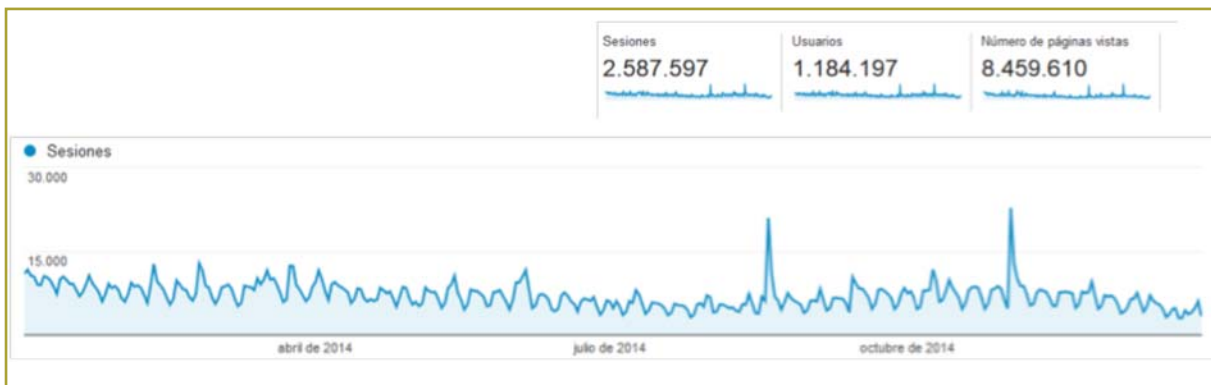 Sesiones
2.587.597
Usuarios
1.184.197
Número de páginas vistas
8.459.610
Sesiones
30.000
15.000
abril de 2014
julio de 2014
octubre de 2014